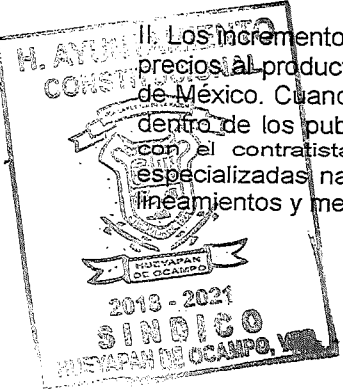 II. Los incremento
precios al product
de México. Cuand
dentro de los pub
con el contratista
especializadas na
lineamientos y me
H. AYUNTAMIENTO
CONSTITUCIONAL
HUEYAPAN
DE OCAMPO
2018 - 2021
SINDICO
HUEYAPAN DE OCAMPO, VER.